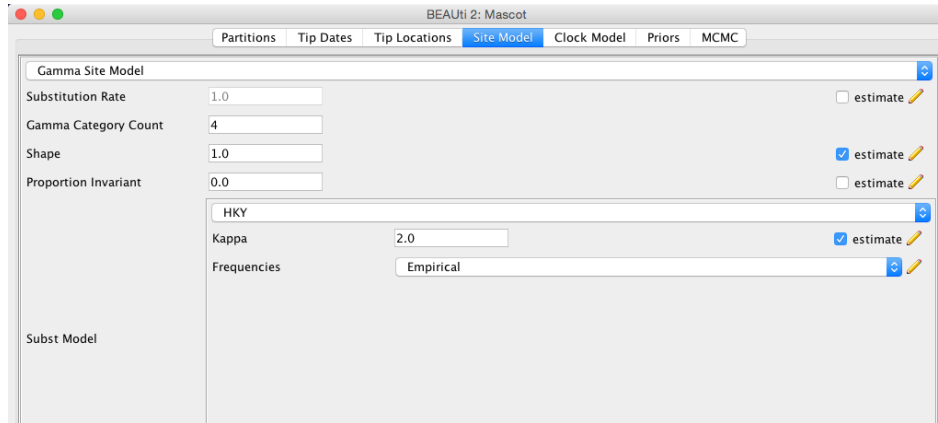 BEAUti 2: Mascot
Partitions Tip Dates Tip Locations Site Model Clock Model Priors MCMC
Gamma Site Model
Substitution Rate 1.0 estimate
Gamma Category Count 4
Shape 1.0 estimate
Proportion Invariant 0.0 estimate
HKY
Kappa 2.0 estimate
Frequencies Empirical
Subst Model